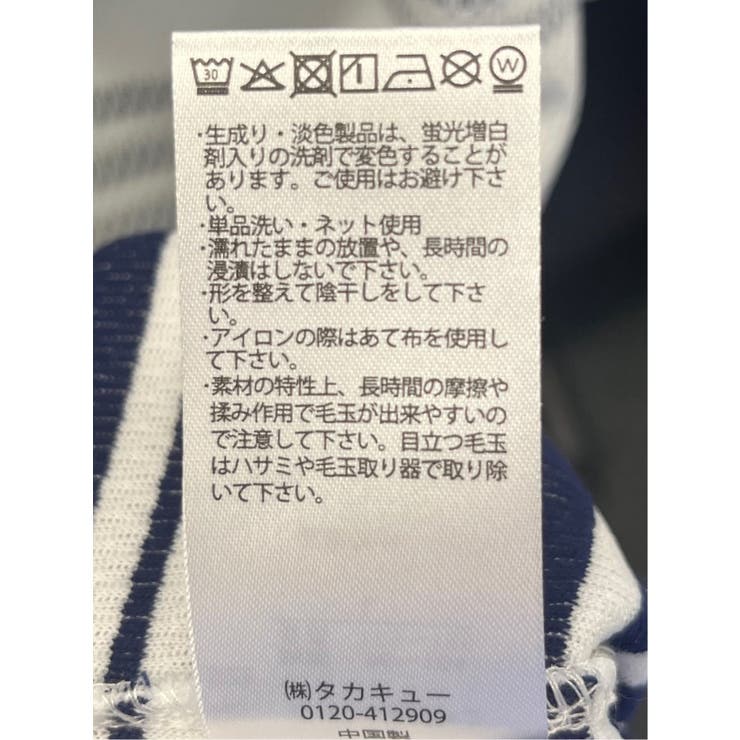 30 W
・生成り・淡色製品は、蛍光増白
剤入りの洗剤で変色することが
あります。ご使用はお避け下さ
い。
・単品洗い・ネット使用
・濡れたままの放置や、長時間の
浸漬はしないで下さい。
・形を整えて陰干しをして下さ
い。
・アイロンの際はあて布を使用し
て下さい。
・素材の特性上、長時間の摩擦や
揉み作用で毛玉が出来やすいの
で注意して下さい。目立つ毛玉
はハサミや毛玉取り器で取り除
いて下さい。
㈱タカキュー
0120-412909
中国製